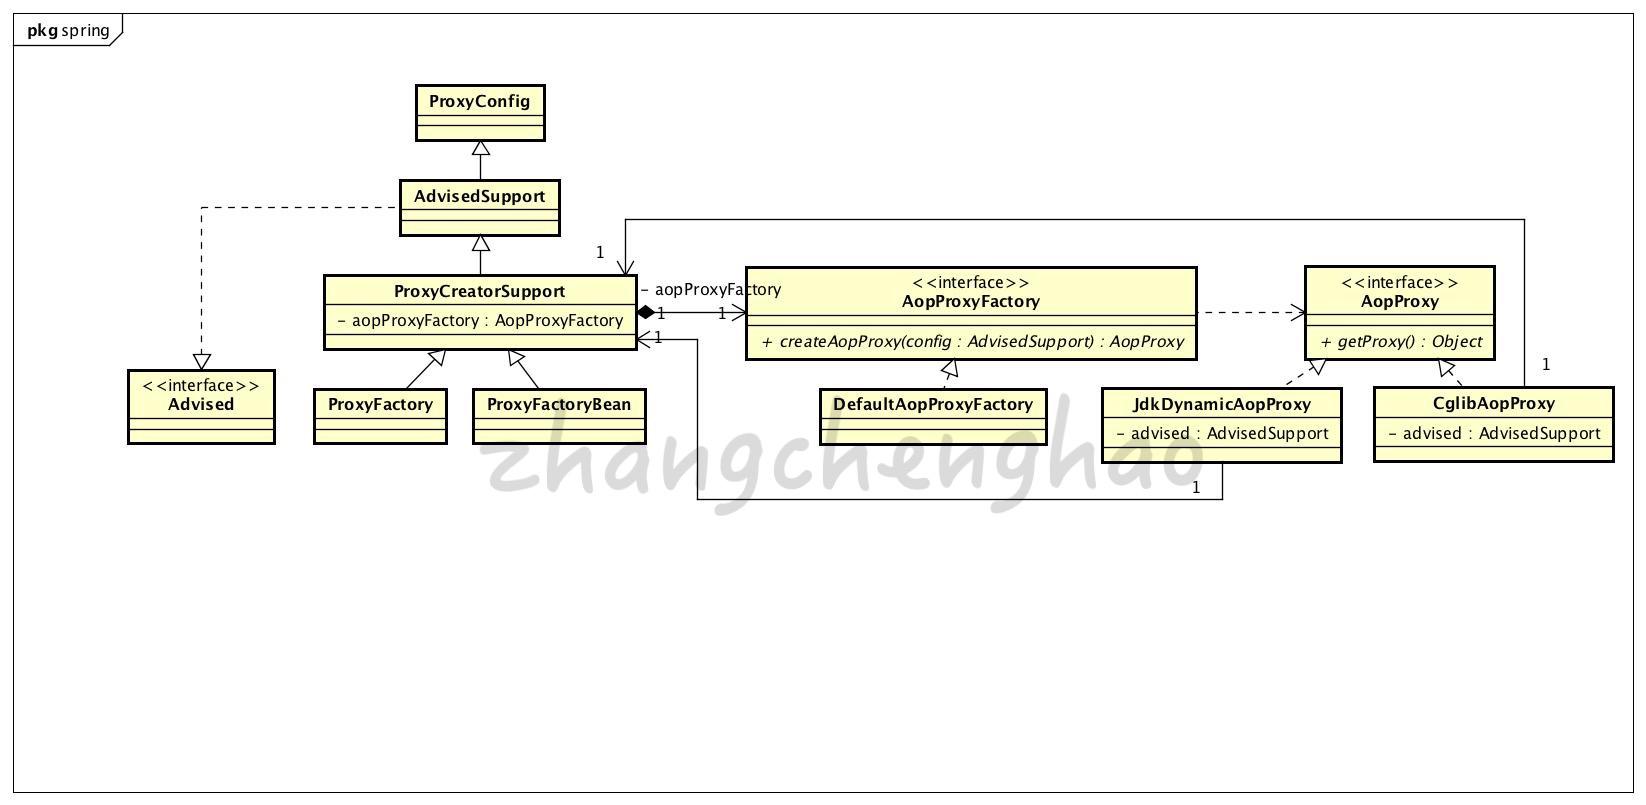 pkg spring
ProxyConfig
AdvisedSupport
1
ProxyCreatorSupport
- aopProxyFactory : AopProxyFactory
- aopProxyFactory
1
1
1
<<interface>>
AopProxyFactory
+ createAopProxy(config : AdvisedSupport) : AopProxy
<<interface>>
AopProxy
+ getProxy() : Object
1
<<interface>>
Advised
ProxyFactory
ProxyFactoryBean
DefaultAopProxyFactory
JdkDynamicAopProxy
- advised : AdvisedSupport
CglibAopProxy
- advised : AdvisedSupport
1
zhangchenghao